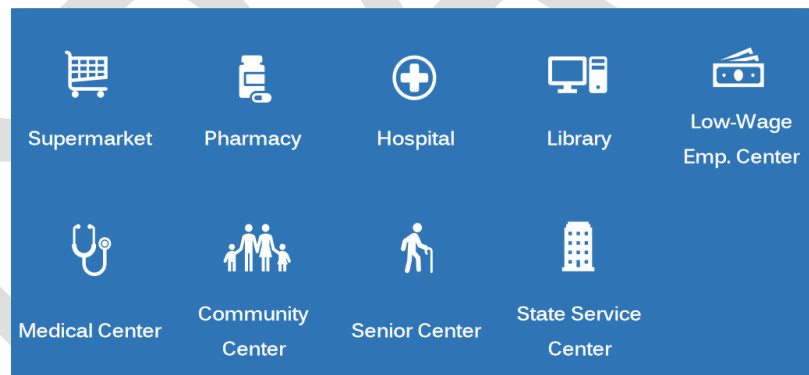 Supermarket
Pharmacy
Hospital
Library
Low-Wage
Emp. Center
Medical Center
Community
Center
Senior Center
State Service
Center